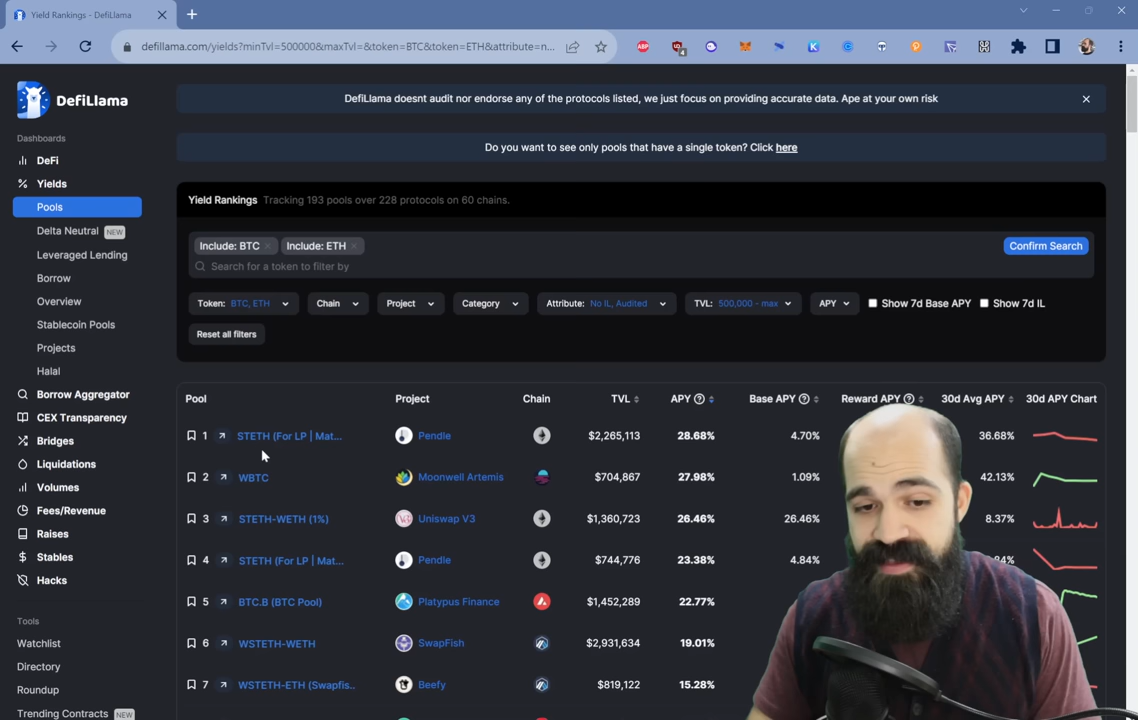 Yield Rankings - DefiLlama
defillama.com/yields?minTvl=500000&maxTvl=&token=BTC&token=ETH&attribute=n...
DefiLlama
DefiLlama doesnt audit nor endorse any of the protocols listed, we just focus on providing accurate data. Ape at your own risk
Do you want to see only pools that have a single token? Click here
Dashboards
DeFi
Yields
Pools
Delta Neutral NEW
Leveraged Lending
Borrow
Overview
Stablecoin Pools
Projects
Halal
Borrow Aggregator
CEX Transparency
Bridges
Liquidations
Volumes
Fees/Revenue
Raises
Stables
Hacks
Tools
Watchlist
Directory
Roundup
Trending Contracts NEW
Yield Rankings Tracking 193 pools over 228 protocols on 60 chains.
Include: BTC × Include: ETH ×
Confirm Search
Search for a token to filter by
Token: BTC, ETH Chain Project Category Attribute: No IL, Audited TVL: 500,000 - max APY Show 7d Base APY Show 7d IL
Reset all filters
Pool Project Chain TVL APY Base APY Reward APY 30d Avg APY 30d APY Chart
1 STETH (For LP | Mat... Pendle $2,265,113 28.68% 4.70% 36.68%
2 WBTC Moonwell Artemis $704,867 27.98% 1.09% 42.13%
3 STETH-WETH (1%) Uniswap V3 $1,360,723 26.46% 26.46% 8.37%
4 STETH (For LP | Mat... Pendle $744,776 23.38% 4.84%
5 BTC.B (BTC Pool) Platypus Finance $1,452,289 22.77%
6 WSTETH-WETH SwapFish $2,931,634 19.01%
7 WSTETH-ETH (Swapfis.. Beefy $819,122 15.28%